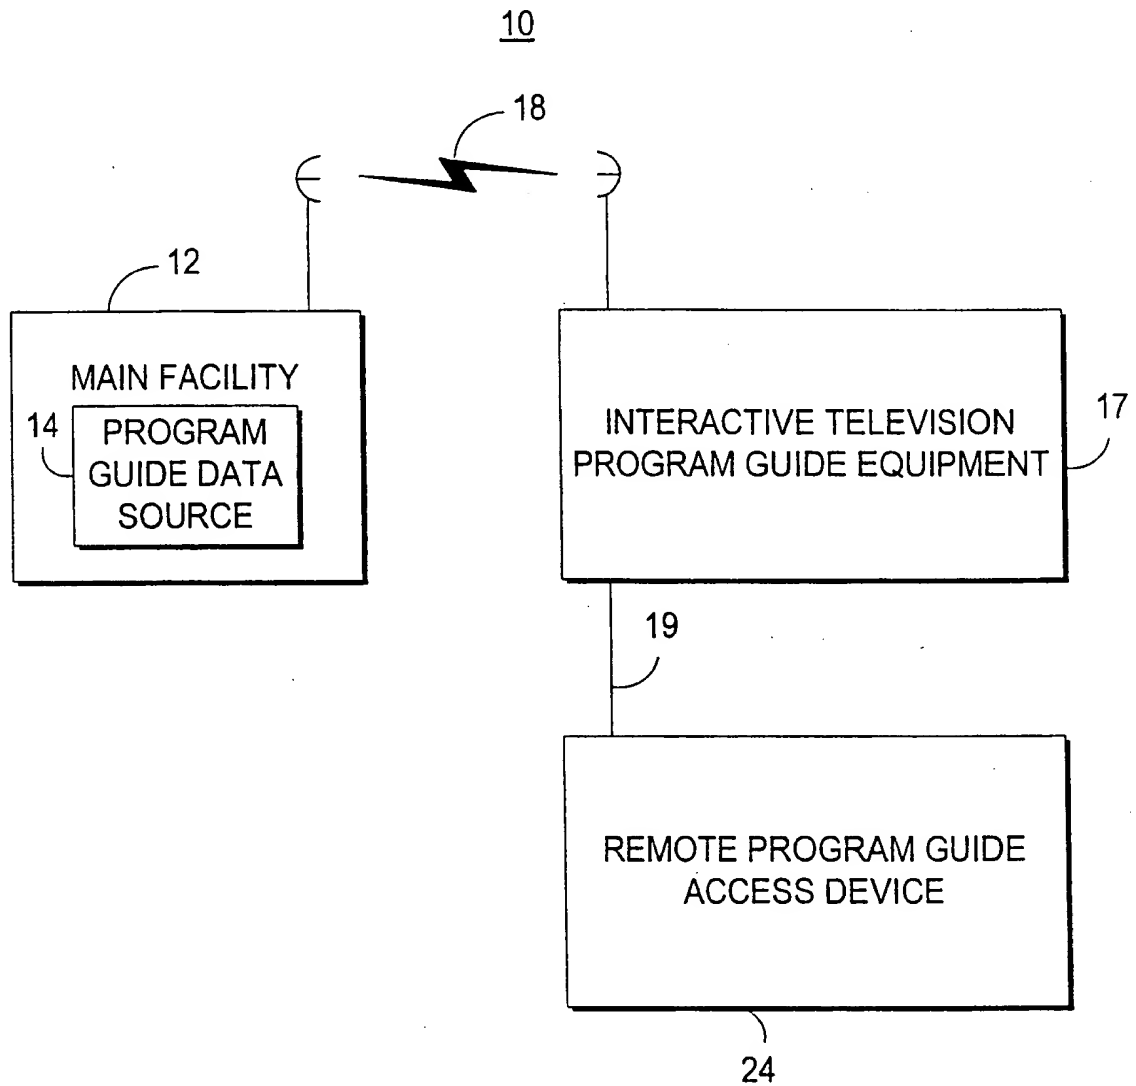 10
18
12
MAIN FACILITY
14
PROGRAM
GUIDE DATA
SOURCE
INTERACTIVE TELEVISION
PROGRAM GUIDE EQUIPMENT
17
19
REMOTE PROGRAM GUIDE
ACCESS DEVICE
24